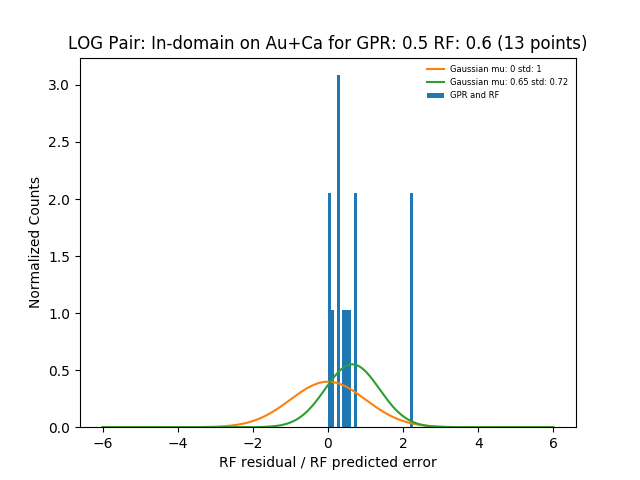 LOG Pair: In-domain on Au+Ca for GPR: 0.5 RF: 0.6 (13 points)
Gaussian mu: 0 std: 1
Gaussian mu: 0.65 std: 0.72
GPR and RF
Normalized Counts
3.0
2.5
2.0
1.5
1.0
0.5
0.0
−6 −4 −2 0 2 4 6
RF residual / RF predicted error